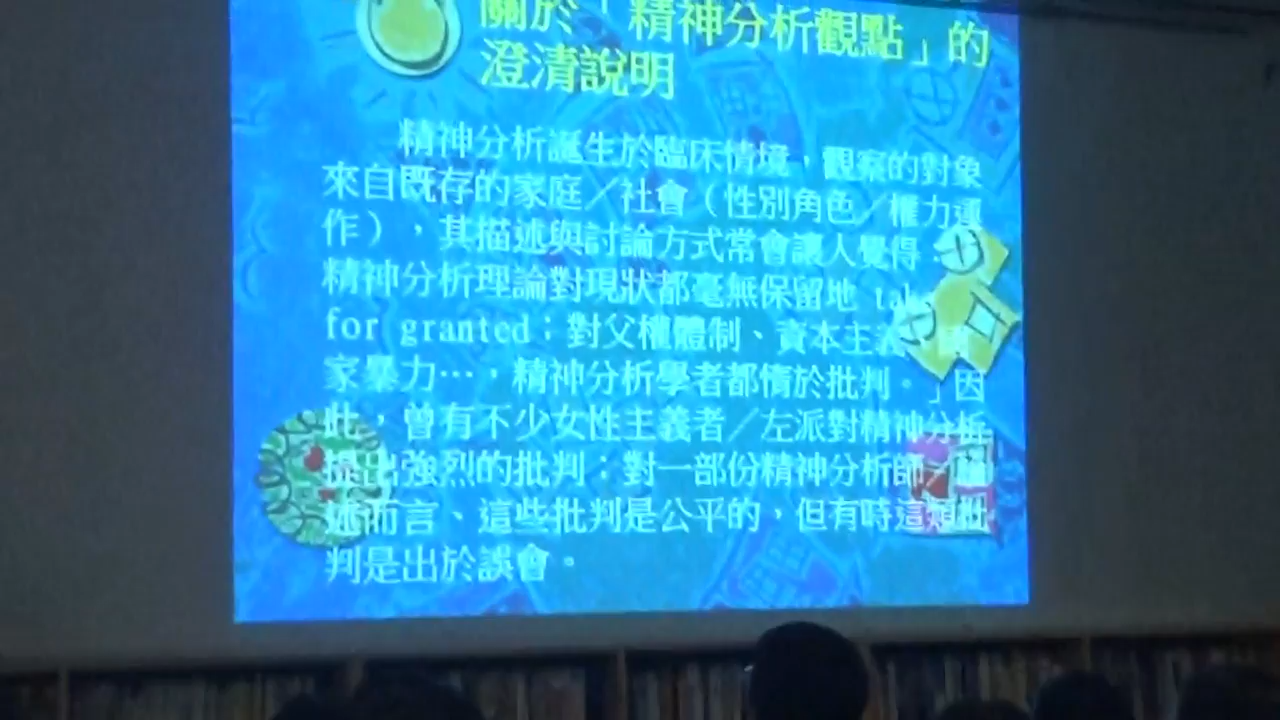 關於「精神分析觀點」的
澄清說明
精神分析誕生於臨床情境，觀察的對象
來自既存的家庭／社會（性別角色／權力運
作），其描述與討論方式常會讓人覺得：
精神分析理論對現狀都毫無保留地
for granted；對父權體制、資本主義
家暴力…，精神分析學者都惰於批判。」因
此，曾有不少女性主義者／左派對精神分析
提出強烈的批判；對一部份精神分析師／論
述而言、這些批判是公平的，但有時這類批
判是出於誤會。